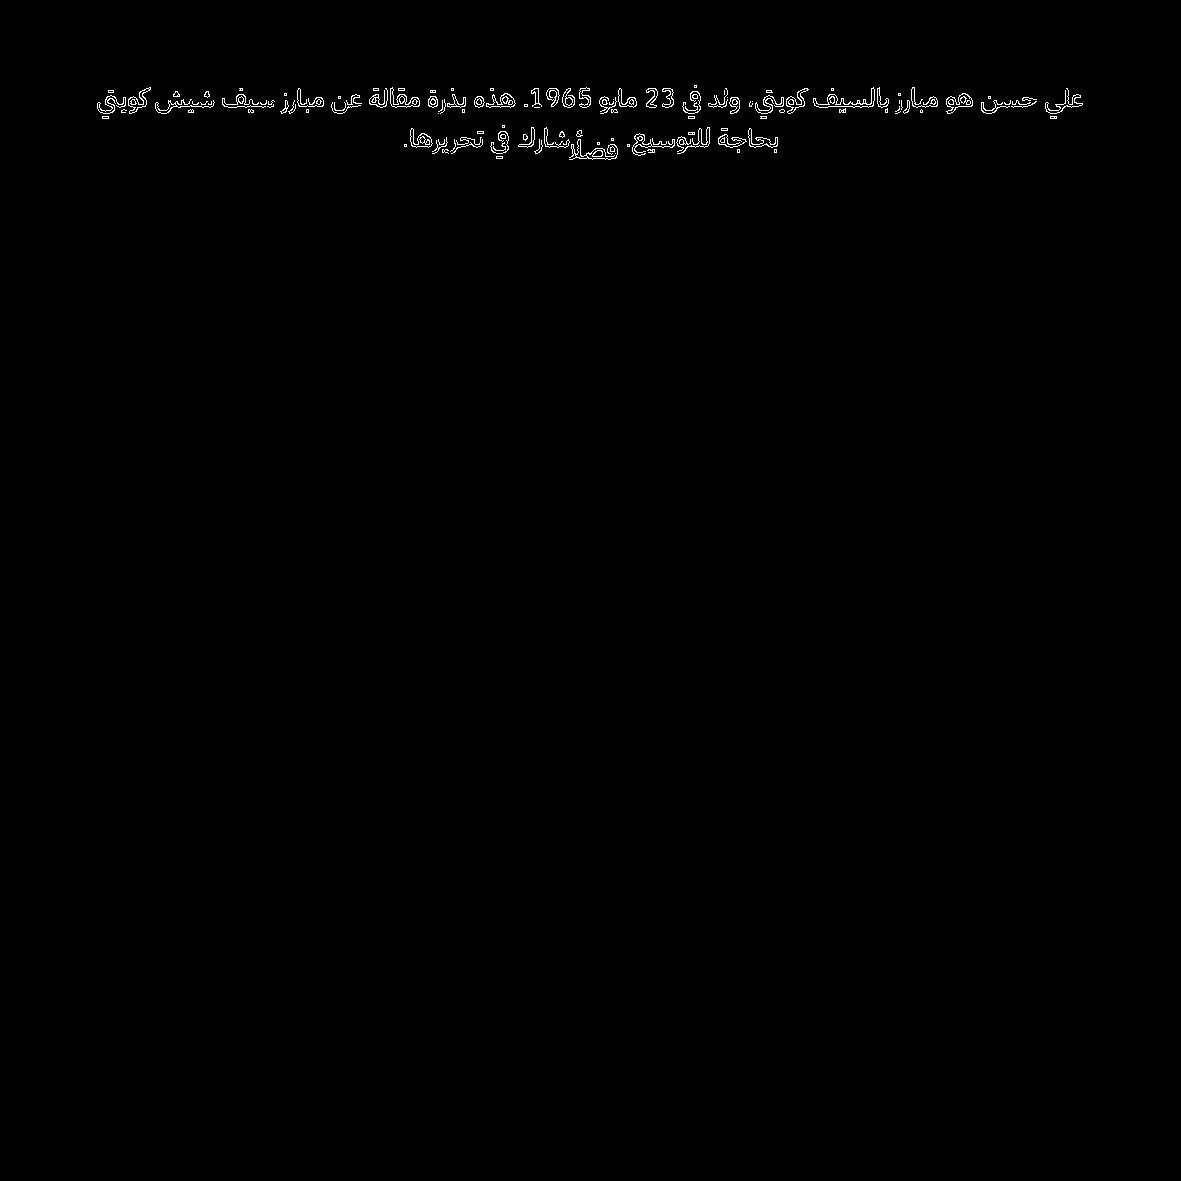 علي حسن هو مبارز بالسيف كويتي، ولد في 23 مايو 1965. هذه بذرة مقالة عن مبارز سيف شيش كويتي
بحاجة للتوسيع. فضلاً شارك في تحريرها.